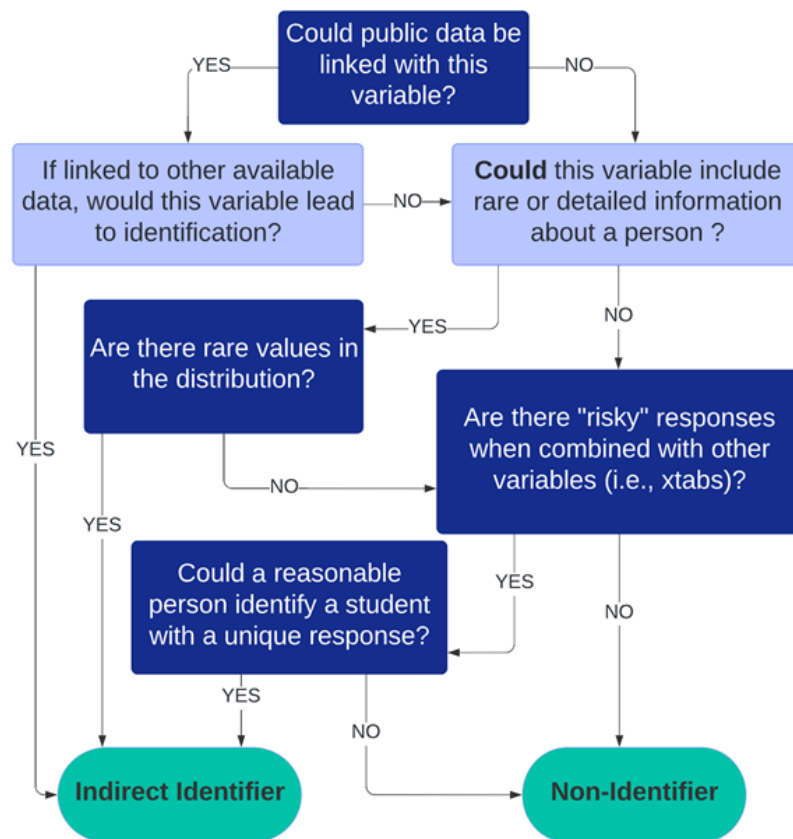 Could public data be
linked with this
variable?
YES
NO
If linked to other available
data, would this variable lead
to identification?
NO
Could this variable include
rare or detailed information
about a person ?
YES
NO
Are there rare values in
the distribution?
Are there "risky" responses
when combined with other
variables (i.e., xtabs)?
YES
NO
YES
Could a reasonable
person identify a student
with a unique response?
YES
NO
YES
NO
Indirect Identifier
Non-Identifier